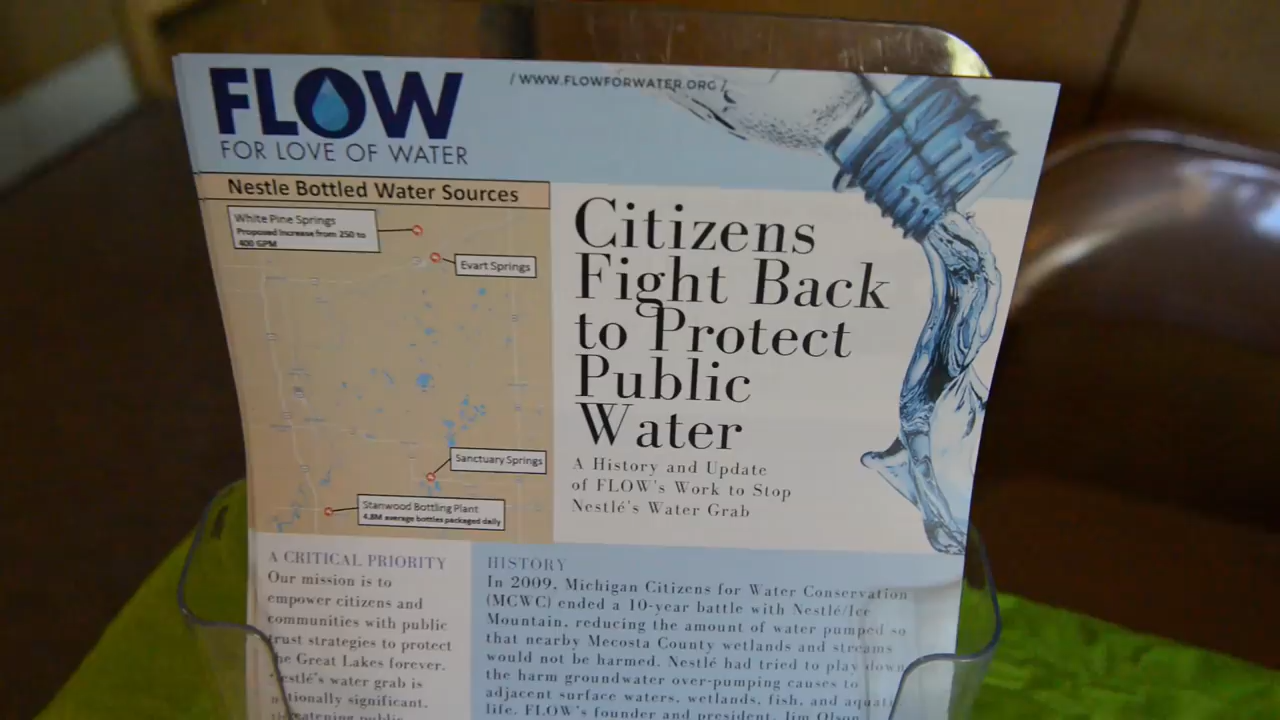 FLOW
FOR LOVE OF WATER
/ WWW.FLOWFORWATER.ORG /
Nestle Bottled Water Sources
White Pine Springs
Proposed increase from 250 to
400 GPM
Evart Springs
Sanctuary Springs
Stanwood Bottling Plant
4.8M average bottles packaged daily
Citizens
Fight Back
to Protect
Public
Water
A History and Update
of FLOW's Work to Stop
Nestlé's Water Grab
A CRITICAL PRIORITY
Our mission is to
empower citizens and
communities with public
trust strategies to protect
the Great Lakes forever.
Nestlé's water grab is
nationally significant,
public
HISTORY
In 2009, Michigan Citizens for Water Conservation
(MCWC) ended a 10-year battle with Nestlé/Ice
Mountain, reducing the amount of water pumped so
that nearby Mecosta County wetlands and streams
would not be harmed. Nestlé had tried to play down
the harm groundwater over-pumping causes to
adjacent surface waters, wetlands, fish, and aquatic
life. FLOW's founder and president, Jim Olson